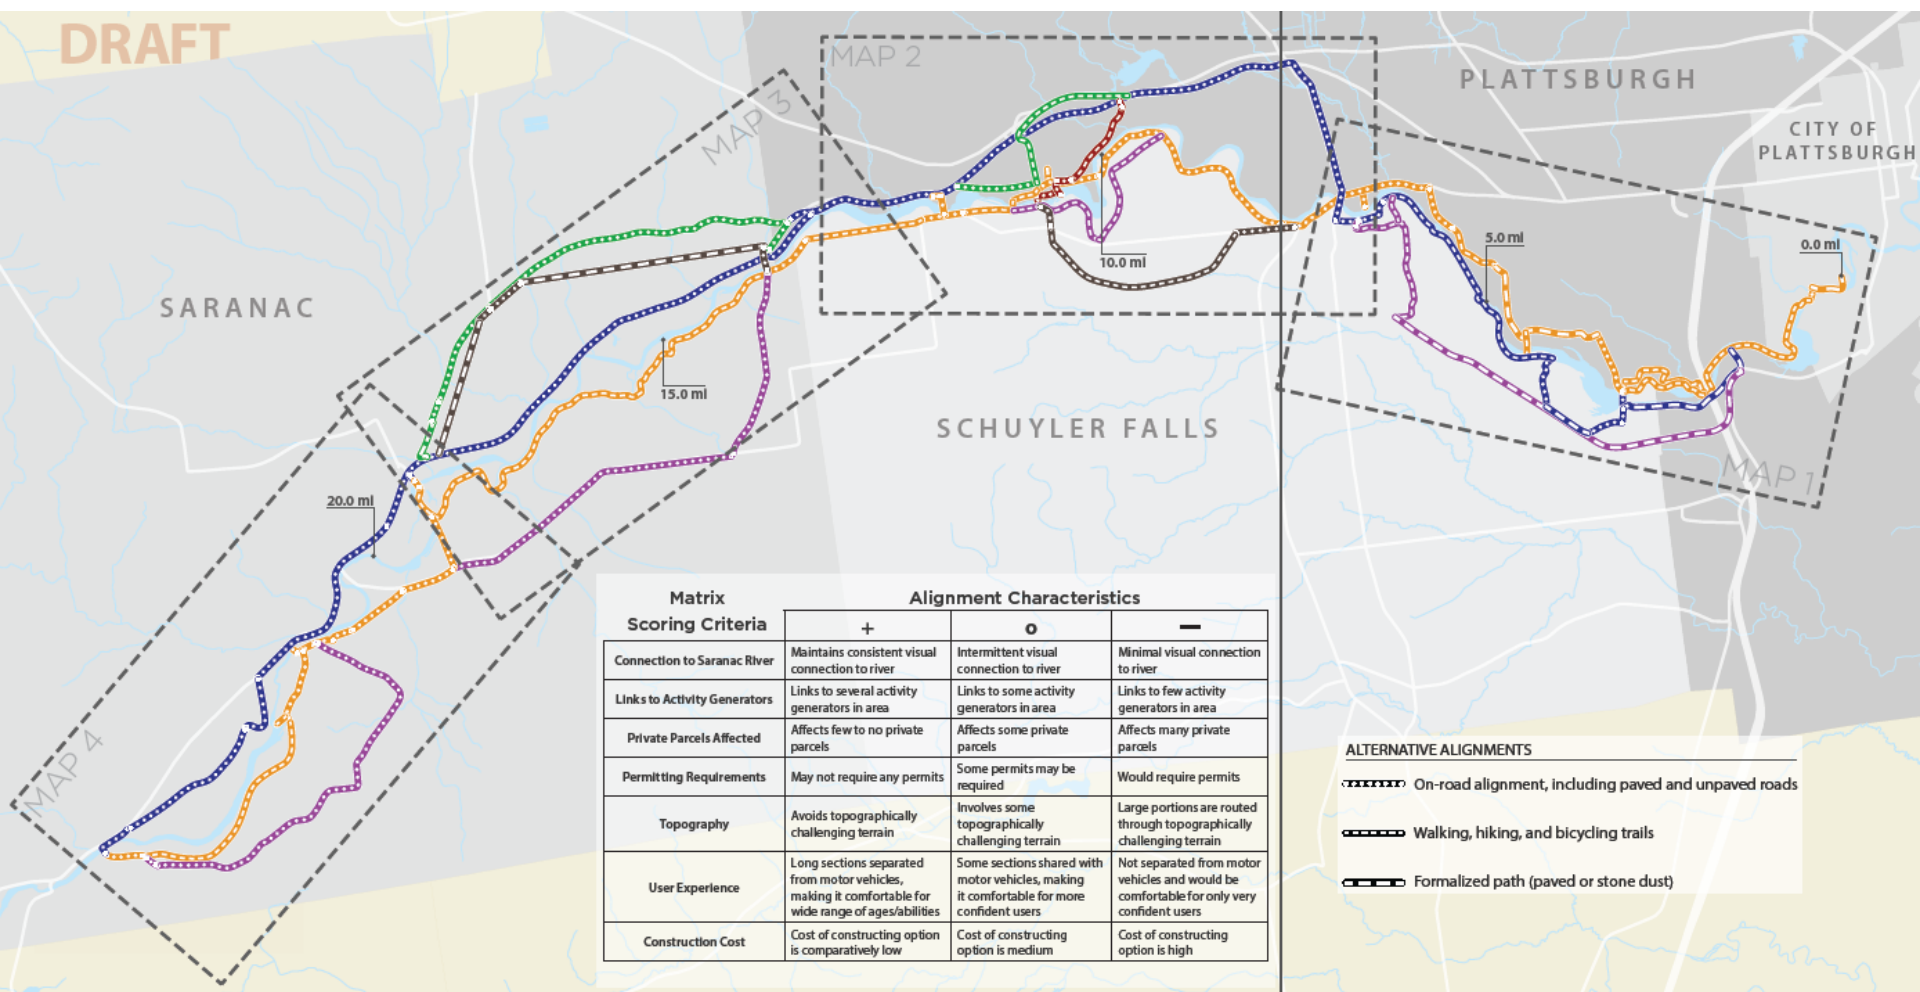 DRAFT
MAP 2
PLATTSBURGH
MAP 3
CITY OF
PLATTSBURGH
5.0 mi
0.0 mi
10.0 mi
SARANAC
15.0 mi
SCHUYLER FALLS
MAP 1
20.0 mi
MAP 4
Matrix
Scoring Criteria
Alignment Characteristics
+
o
—
Connection to Saranac River
Maintains consistent visual
connection to river
Intermittent visual
connection to river
Minimal visual connection
to river
Links to Activity Generators
Links to several activity
generators in area
Links to some activity
generators in area
Links to few activity
generators in area
Private Parcels Affected
Affects few to no private
parcels
Affects some private
parcels
Affects many private
parcels
Permitting Requirements
May not require any permits
Some permits may be
required
Would require permits
Topography
Avoids topographically
challenging terrain
Involves some
topographically
challenging terrain
Large portions are routed
through topographically
challenging terrain
User Experience
Long sections separated
from motor vehicles,
making it comfortable for
wide range of ages/abilities
Some sections shared with
motor vehicles, making
it comfortable for more
confident users
Not separated from motor
vehicles and would be
comfortable for only very
confident users
Construction Cost
Cost of constructing option
is comparatively low
Cost of constructing
option is medium
Cost of constructing
option is high
ALTERNATIVE ALIGNMENTS
On-road alignment, including paved and unpaved roads
Walking, hiking, and bicycling trails
Formalized path (paved or stone dust)